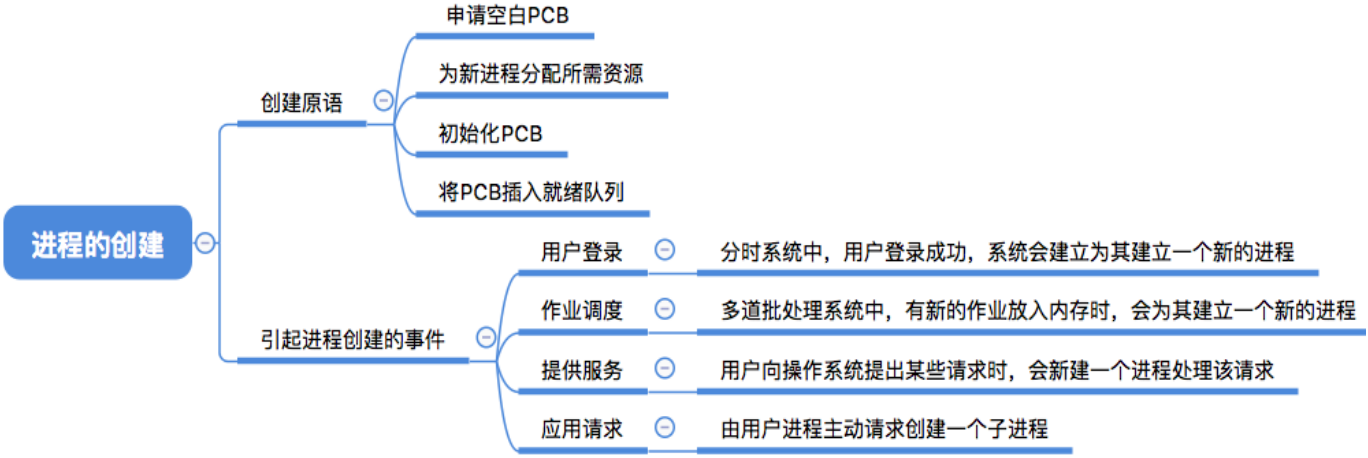 进程的创建
创建原语
申请空白PCB
为新进程分配所需资源
初始化PCB
将PCB插入就绪队列
引起进程创建的事件
用户登录
分时系统中，用户登录成功，系统会建立为其建立一个新的进程
作业调度
多道批处理系统中，有新的作业放入内存时，会为其建立一个新的进程
提供服务
用户向操作系统提出某些请求时，会新建一个进程处理该请求
应用请求
由用户进程主动请求创建一个子进程